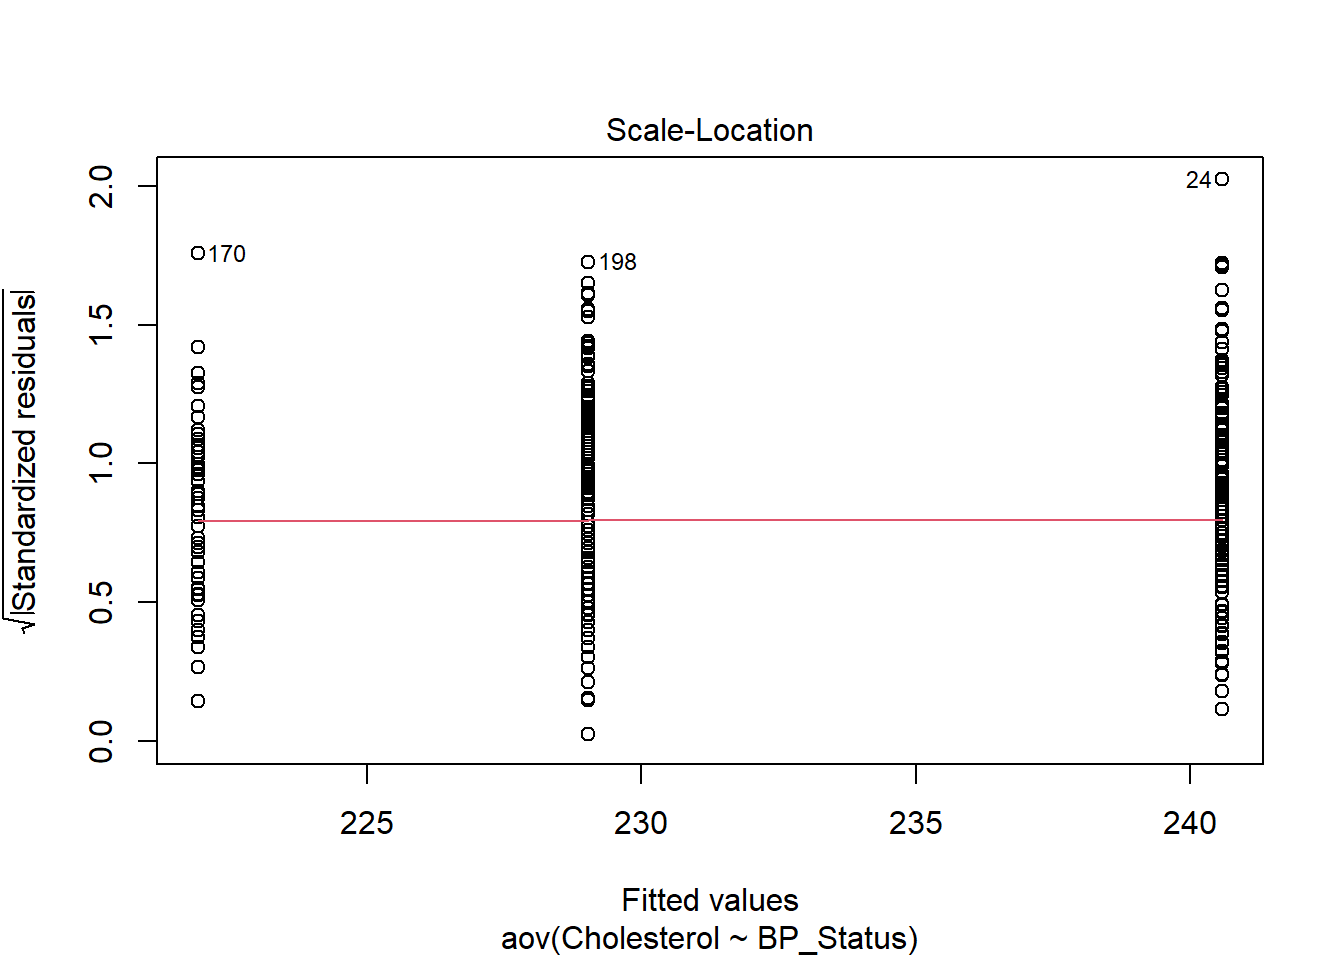 Scale-Location
√|Standardized residuals|
2.0
1.5
1.0
0.5
0.0
24
170
198
225 230 235 240
Fitted values
aov(Cholesterol ~ BP_Status)